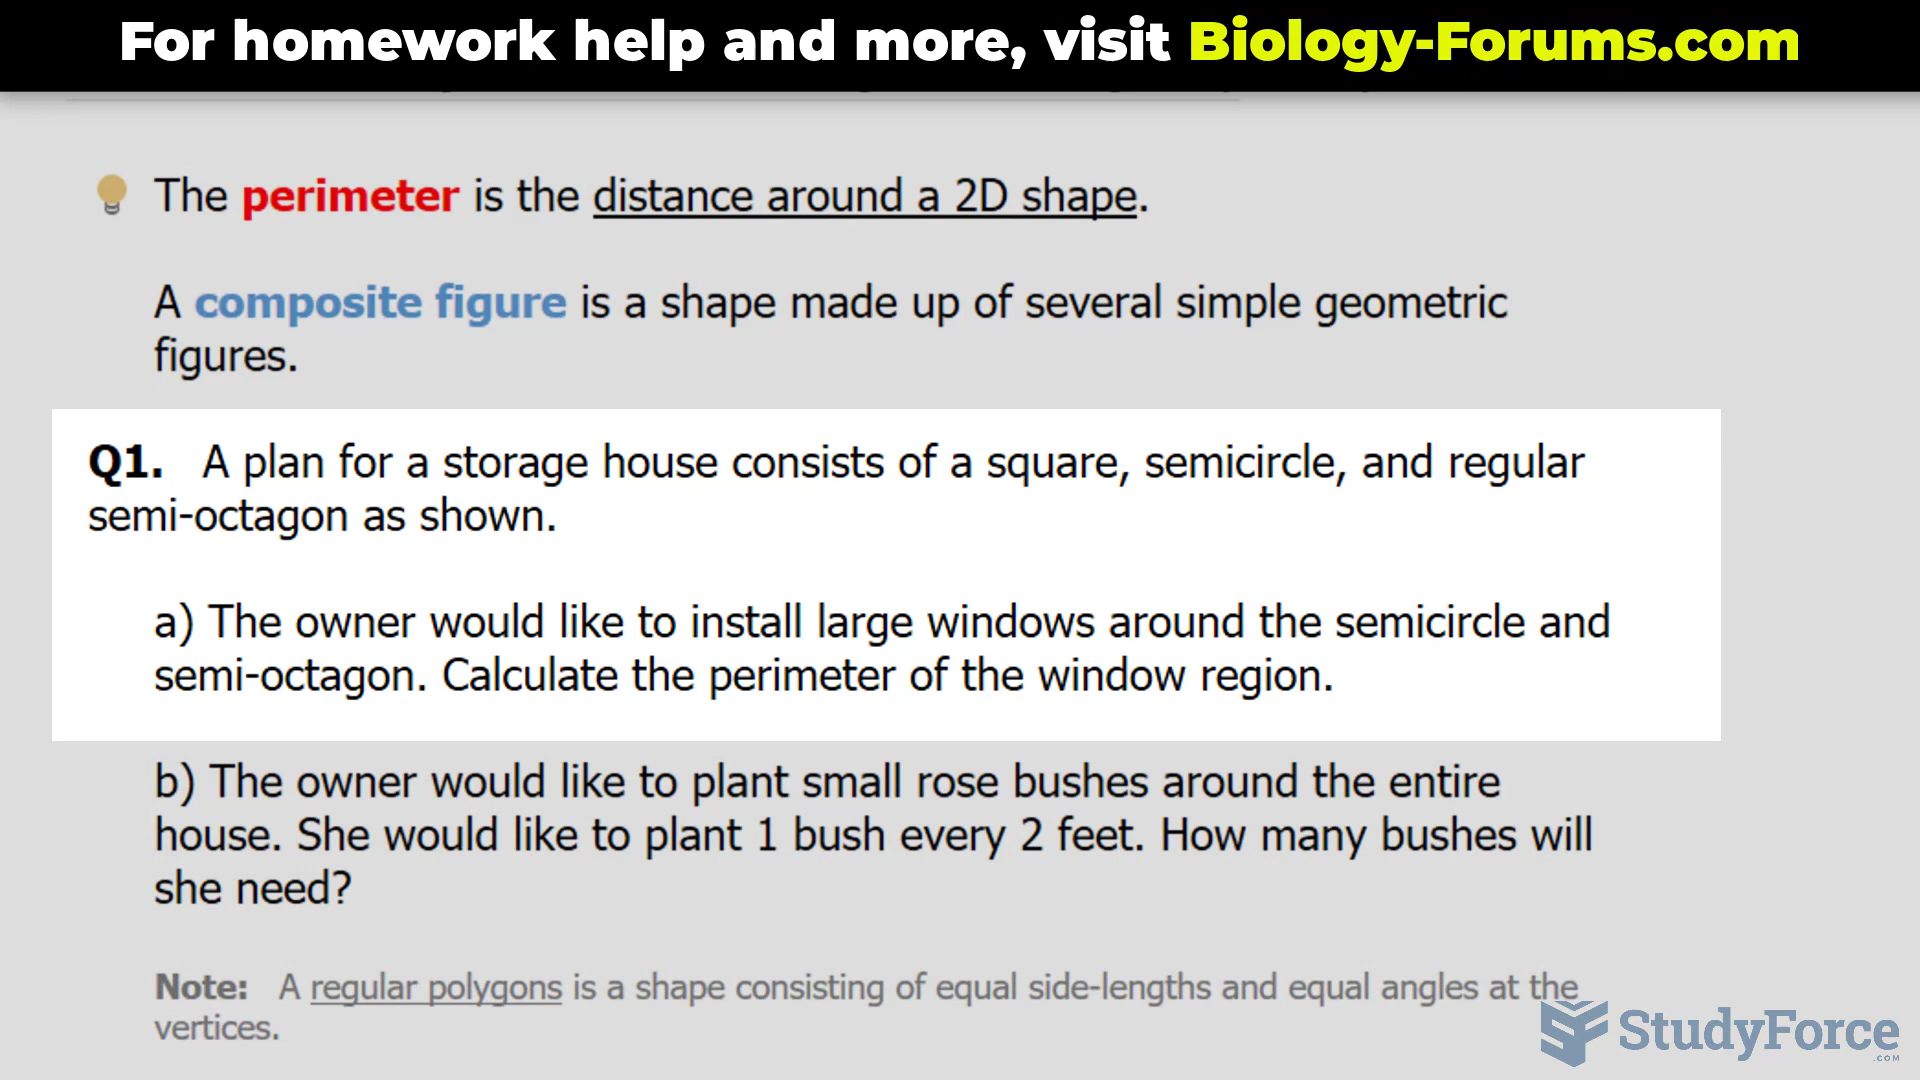 For homework help and more, visit Biology-Forums.com
The perimeter is the distance around a 2D shape.
A composite figure is a shape made up of several simple geometric
figures.
Q1. A plan for a storage house consists of a square, semicircle, and regular
semi-octagon as shown.
a) The owner would like to install large windows around the semicircle and
semi-octagon. Calculate the perimeter of the window region.
b) The owner would like to plant small rose bushes around the entire
house. She would like to plant 1 bush every 2 feet. How many bushes will
she need?
Note: A regular polygons is a shape consisting of equal side-lengths and equal angles at the
vertices.
StudyForce
.COM